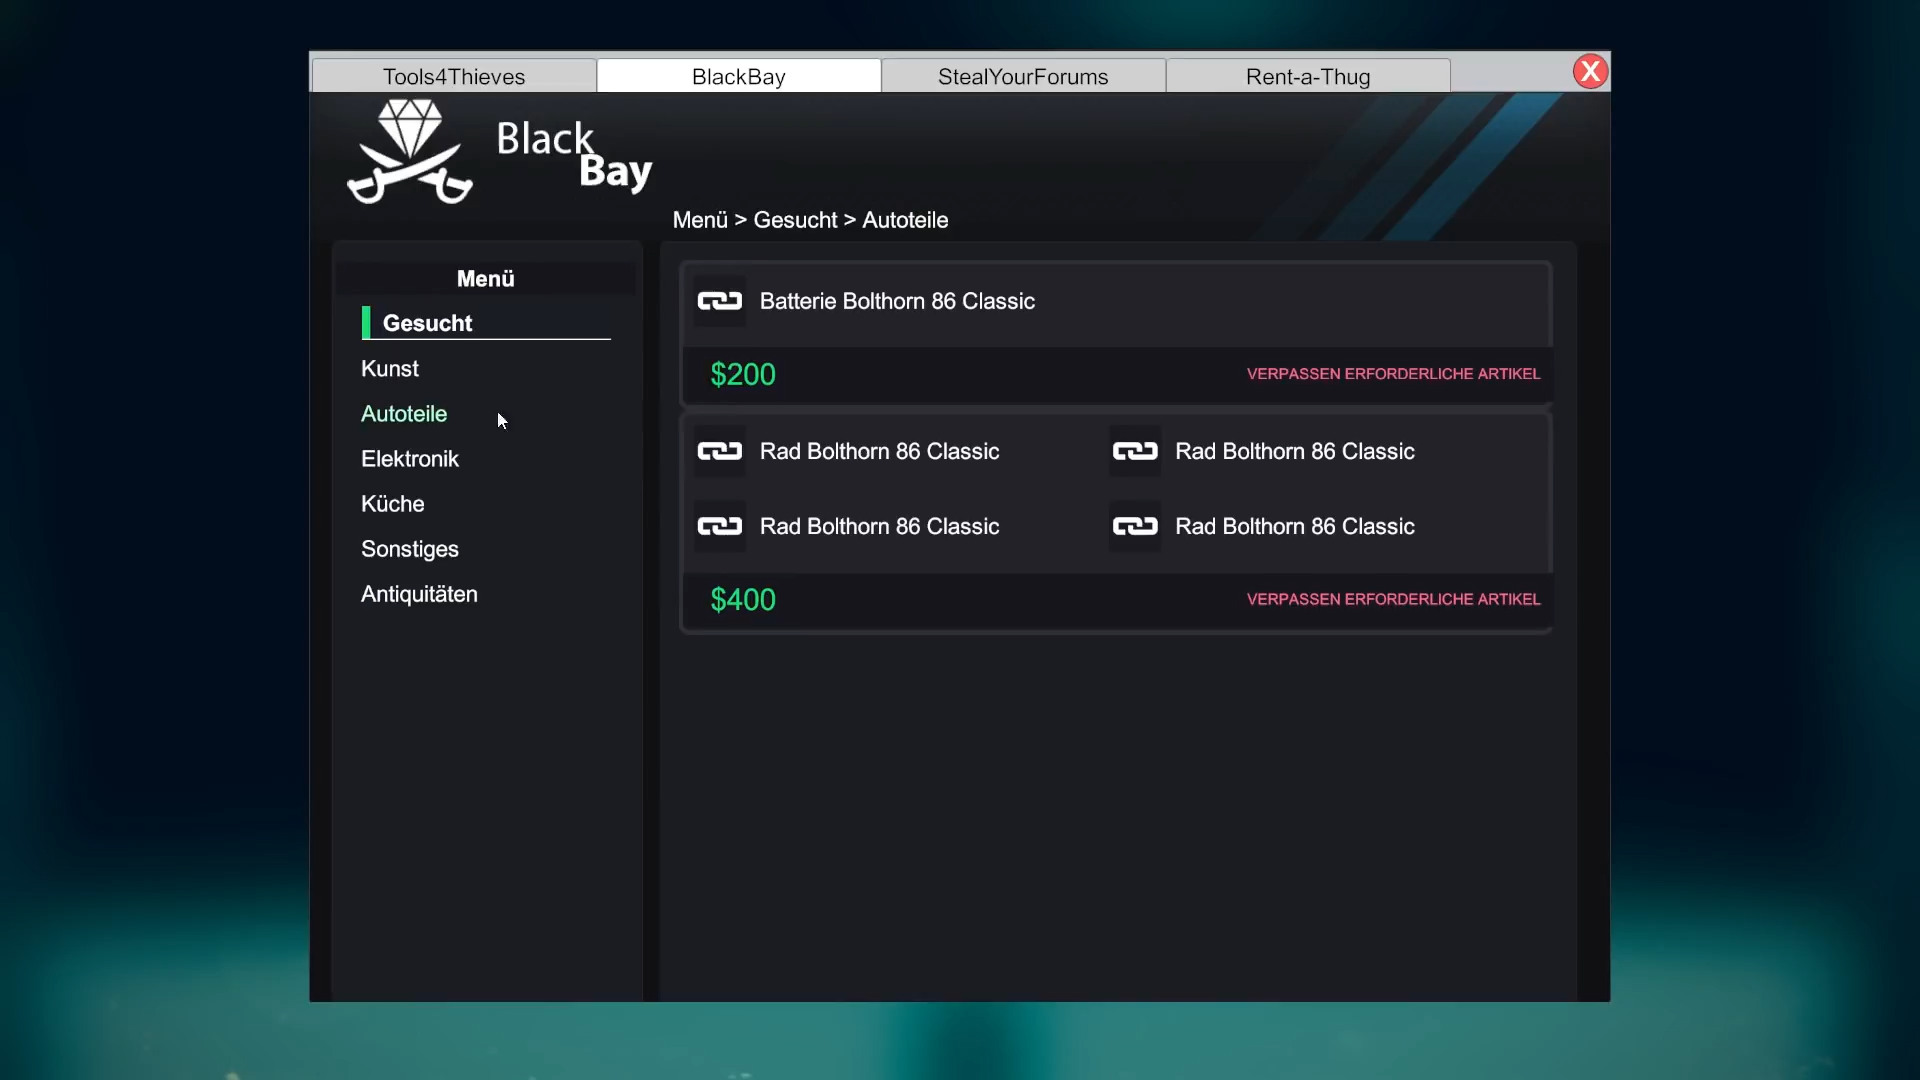 Tools4Thieves BlackBay StealYourForums Rent-a-Thug X
Black
Bay
Menü > Gesucht > Autoteile
Menü
Gesucht
Kunst
Autoteile
Elektronik
Küche
Sonstiges
Antiquitäten
Batterie Bolthorn 86 Classic
$200 VERPASSEN ERFORDERLICHE ARTIKEL
Rad Bolthorn 86 Classic Rad Bolthorn 86 Classic
Rad Bolthorn 86 Classic Rad Bolthorn 86 Classic
$400 VERPASSEN ERFORDERLICHE ARTIKEL